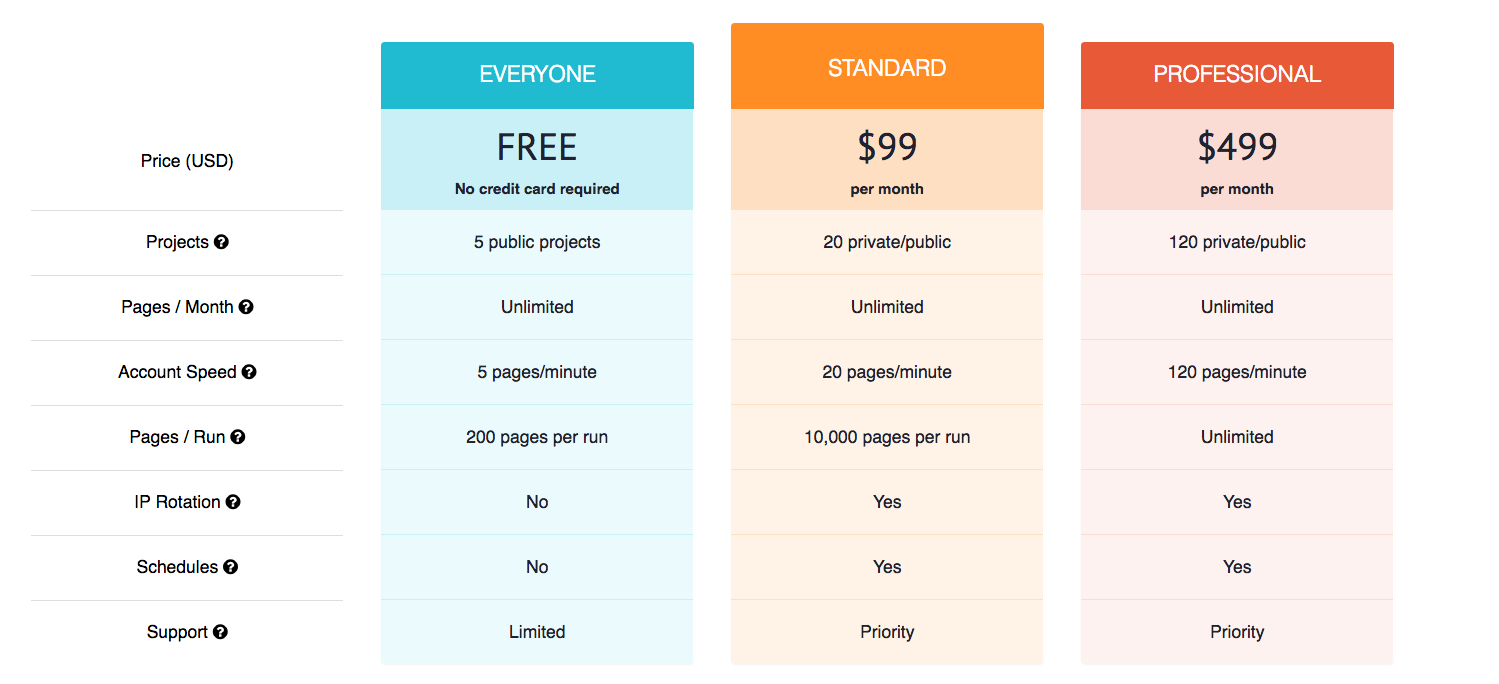 EVERYONE
STANDARD
PROFESSIONAL
Price (USD)
FREE
No credit card required
$99
per month
$499
per month
Projects
5 public projects
20 private/public
120 private/public
Pages / Month
Unlimited
Unlimited
Unlimited
Account Speed
5 pages/minute
20 pages/minute
120 pages/minute
Pages / Run
200 pages per run
10,000 pages per run
Unlimited
IP Rotation
No
Yes
Yes
Schedules
No
Yes
Yes
Support
Limited
Priority
Priority